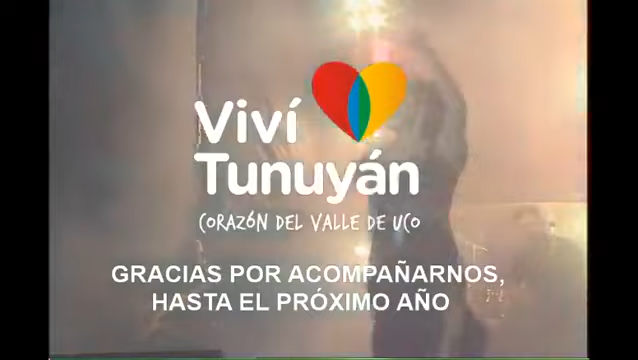 Viví
Tunuyán
CORAZÓN DEL VALLE DE UCO
GRACIAS POR ACOMPAÑARNOS,
HASTA EL PRÓXIMO AÑO